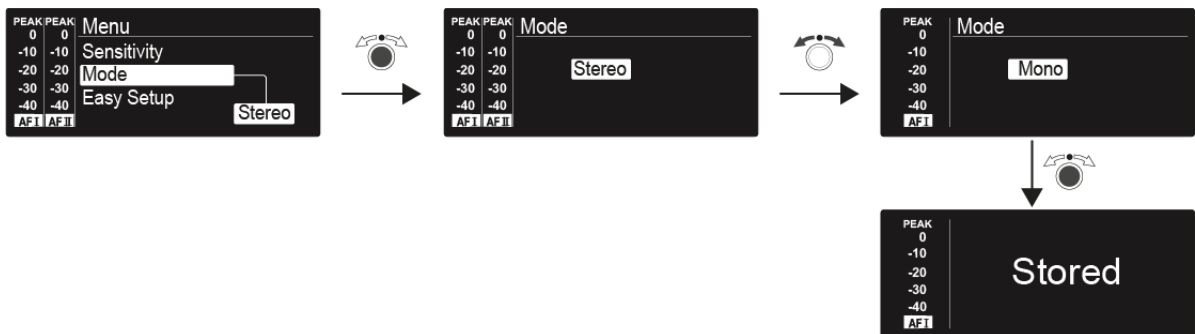 PEAK PEAK Menu
0 0
-10 -10 Sensitivity
-20 -20 Mode
-30 -30 Easy Setup
-40 -40 Stereo
AF I AF II
PEAK PEAK Mode
0 0
-10 -10
-20 -20 Stereo
-30 -30
-40 -40
AF I AF II
PEAK Mode
0
-10
-20 Mono
-30
-40
AF I
PEAK
0
-10
-20 Stored
-30
-40
AF I